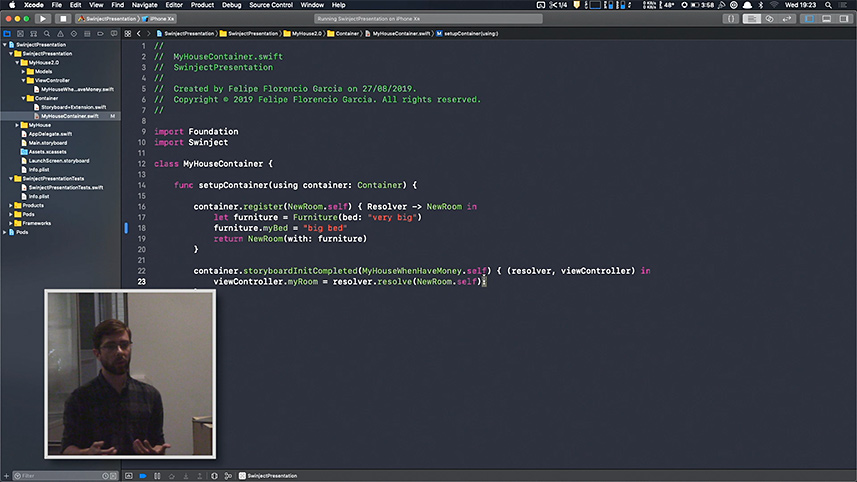 Xcode File Edit View Find Navigate Editor Product Debug Source Control Window Help 1/4 48° 3:58 Wed 19:23
SwinjectPresentation iPhone Xʀ Running SwinjectPresentation on iPhone Xʀ
SwinjectPresentation SwinjectPresentation MyHouse2.0 Container MyHouseContainer.swift setupContainer(using:)
SwinjectPresentation
SwinjectPresentation
MyHouse2.0
Models
ViewController
MyHouseWhe...aveMoney.swift
Container
Storyboard+Extension.swift
MyHouseContainer.swift M
MyHouse
AppDelegate.swift
Main.storyboard
Assets.xcassets
LaunchScreen.storyboard
Info.plist
SwinjectPresentationTests
SwinjectPresentationTests.swift
Info.plist
Products
Pods
Frameworks
Pods
1 //
2 // MyHouseContainer.swift
3 // SwinjectPresentation
4 //
5 // Created by Felipe Florencio Garcia on 27/08/2019.
6 // Copyright © 2019 Felipe Florencio Garcia. All rights reserved.
7 //
8
9 import Foundation
10 import Swinject
11
12 class MyHouseContainer {
13
14 func setupContainer(using container: Container) {
15
16 container.register(NewRoom.self) { Resolver -> NewRoom in
17 let furniture = Furniture(bed: "very big")
18 furniture.myBed = "big bed"
19 return NewRoom(with: furniture)
20 }
21
22 container.storyboardInitCompleted(MyHouseWhenHaveMoney.self) { (resolver, viewController) in
23 viewController.myRoom = resolver.resolve(NewRoom.self)
Filter
SwinjectPresentation